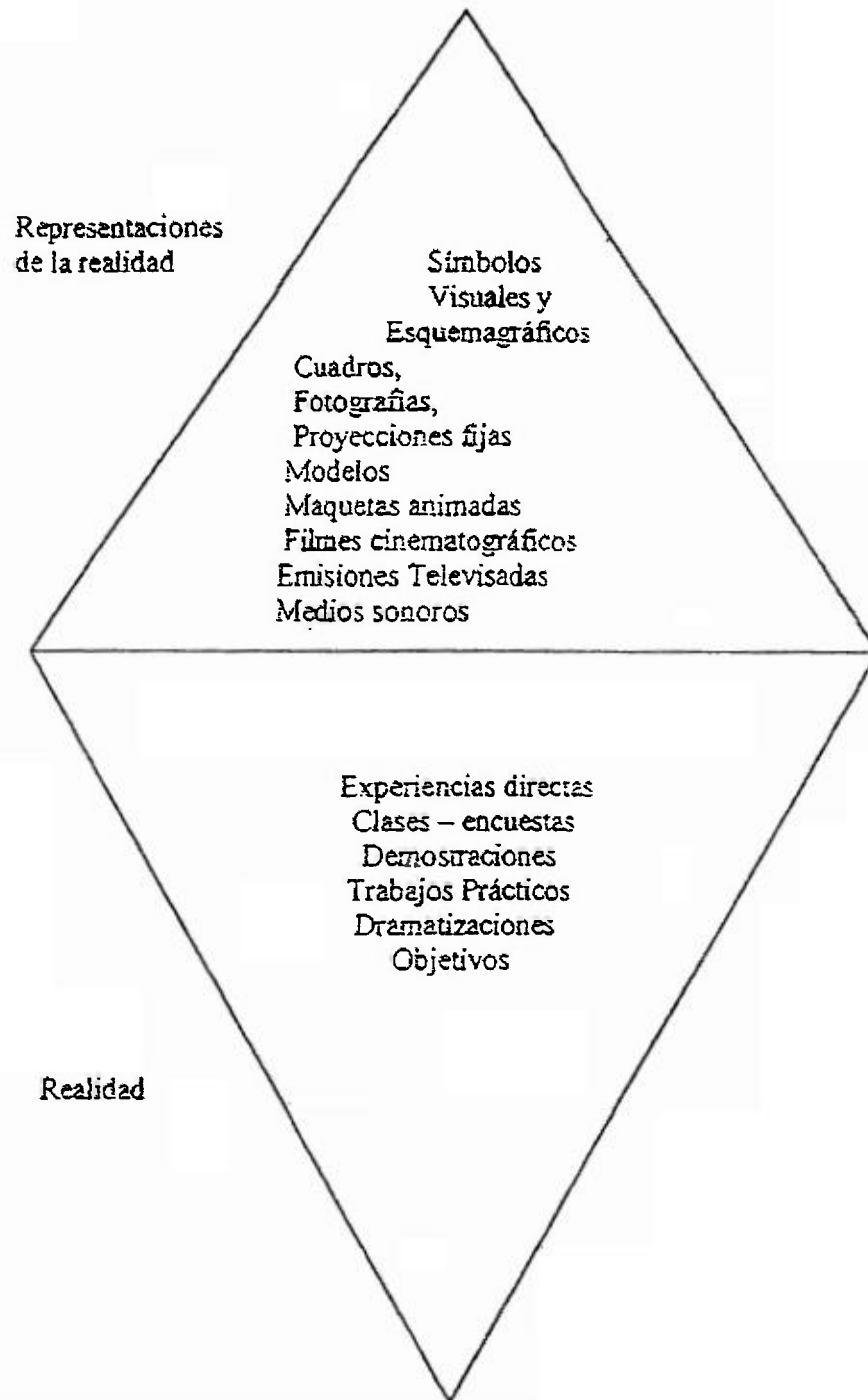 Representaciones
de la realidad
Símbolos
Visuales y
Esquemagráficos
Cuadros,
Fotografías,
Proyecciones fijas
Modelos
Maquetas animadas
Filmes cinematográficos
Emisiones Televisadas
Medios sonoros
Experiencias directas
Clases – encuestas
Demostraciones
Trabajos Prácticos
Dramatizaciones
Objetivos
Realidad